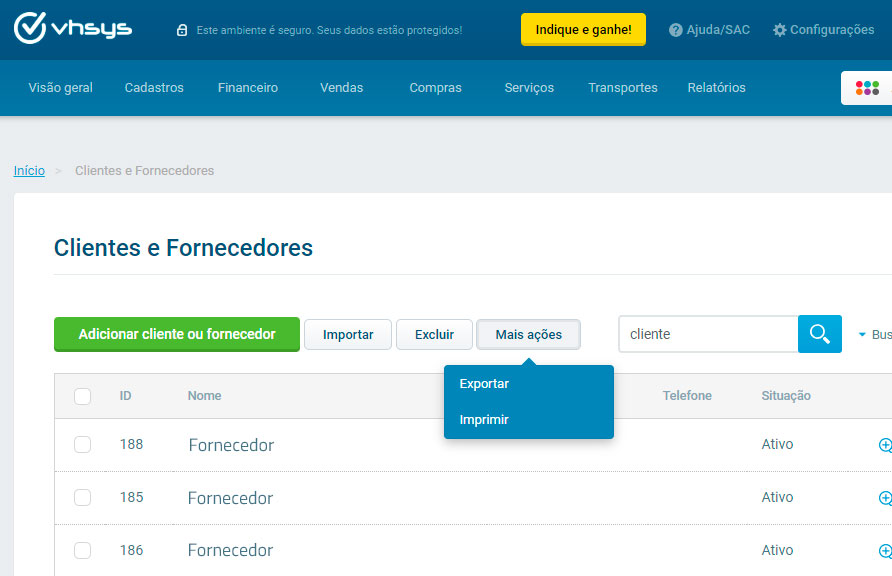 vhsys Este ambiente é seguro. Seus dados estão protegidos! Indique e ganhe! Ajuda/SAC Configurações
Visão geral Cadastros Financeiro Vendas Compras Serviços Transportes Relatórios
Início > Clientes e Fornecedores
Clientes e Fornecedores
Adicionar cliente ou fornecedor Importar Excluir Mais ações cliente Bus
Exportar
Imprimir
ID Nome Telefone Situação
188 Fornecedor Ativo
185 Fornecedor Ativo
186 Fornecedor Ativo